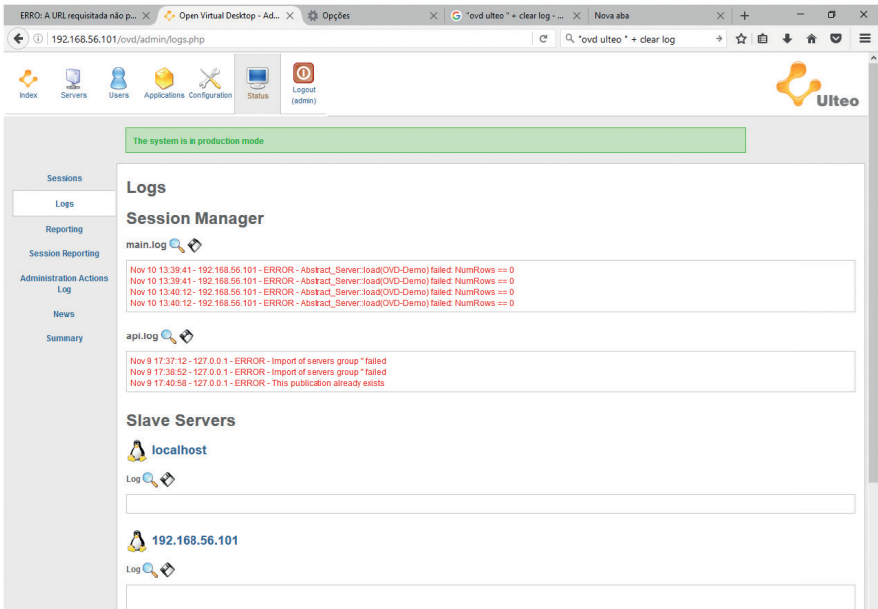 ERRO: A URL requisitada não p...
Open Virtual Desktop - Ad...
Opções
"ovd ulteo " + clear log - ...
Nova aba
192.168.56.101/ovd/admin/logs.php
"ovd ulteo " + clear log
Index
Servers
Users
Applications
Configuration
Status
Logout
(admin)
Ulteo
The system is in production mode
Sessions
Logs
Reporting
Session Reporting
Administration Actions
Log
News
Summary
Logs
Session Manager
main.log
Nov 10 13:39:41 - 192.168.56.101 - ERROR - Abstract_Server::load(OVD-Demo) failed: NumRows == 0
Nov 10 13:39:41 - 192.168.56.101 - ERROR - Abstract_Server::load(OVD-Demo) failed: NumRows == 0
Nov 10 13:40:12 - 192.168.56.101 - ERROR - Abstract_Server::load(OVD-Demo) failed: NumRows == 0
Nov 10 13:40:12 - 192.168.56.101 - ERROR - Abstract_Server::load(OVD-Demo) failed: NumRows == 0
api.log
Nov 9 17:37:12 - 127.0.0.1 - ERROR - Import of servers group '' failed
Nov 9 17:38:52 - 127.0.0.1 - ERROR - Import of servers group '' failed
Nov 9 17:40:58 - 127.0.0.1 - ERROR - This publication already exists
Slave Servers
localhost
Log
192.168.56.101
Log